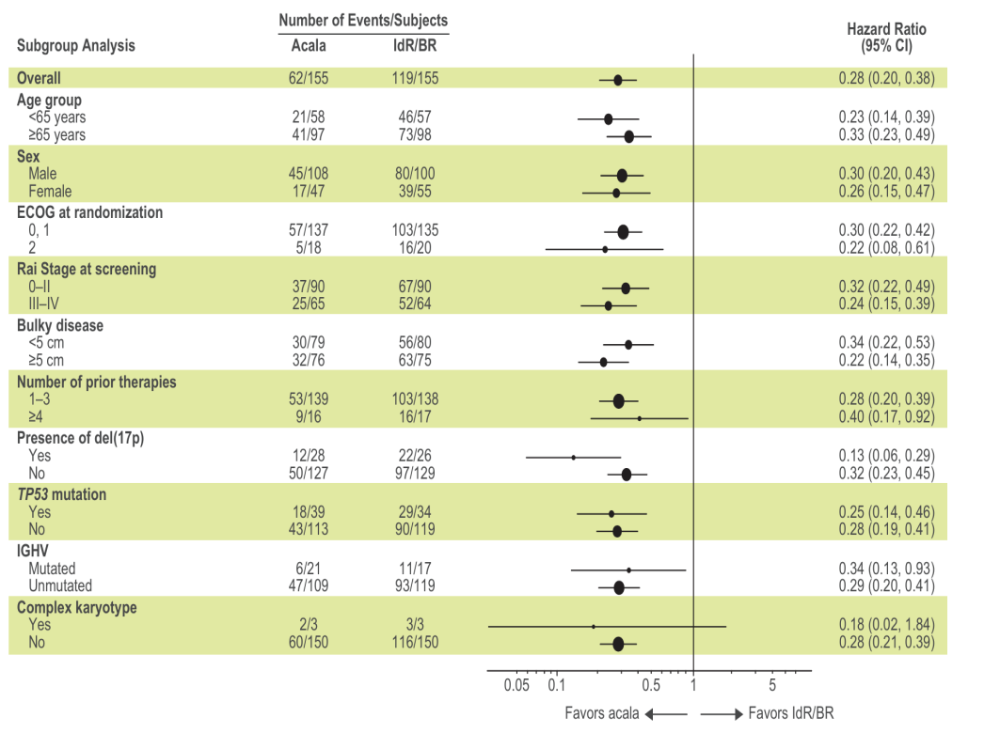 Number of Events/Subjects
Hazard Ratio
Subgroup Analysis Acala IdR/BR (95% CI)
Overall 62/155 119/155 0.28 (0.20, 0.38)
Age group
<65 years 21/58 46/57 0.23 (0.14, 0.39)
≥65 years 41/97 73/98 0.33 (0.23, 0.49)
Sex
Male 45/108 80/100 0.30 (0.20, 0.43)
Female 17/47 39/55 0.26 (0.15, 0.47)
ECOG at randomization
0, 1 57/137 103/135 0.30 (0.22, 0.42)
2 5/18 16/20 0.22 (0.08, 0.61)
Rai Stage at screening
0–II 37/90 67/90 0.32 (0.22, 0.49)
III–IV 25/65 52/64 0.24 (0.15, 0.39)
Bulky disease
<5 cm 30/79 56/80 0.34 (0.22, 0.53)
≥5 cm 32/76 63/75 0.22 (0.14, 0.35)
Number of prior therapies
1–3 53/139 103/138 0.28 (0.20, 0.39)
≥4 9/16 16/17 0.40 (0.17, 0.92)
Presence of del(17p)
Yes 12/28 22/26 0.13 (0.06, 0.29)
No 50/127 97/129 0.32 (0.23, 0.45)
TP53 mutation
Yes 18/39 29/34 0.25 (0.14, 0.46)
No 43/113 90/119 0.28 (0.19, 0.41)
IGHV
Mutated 6/21 11/17 0.34 (0.13, 0.93)
Unmutated 47/109 93/119 0.29 (0.20, 0.41)
Complex karyotype
Yes 2/3 3/3 0.18 (0.02, 1.84)
No 60/150 116/150 0.28 (0.21, 0.39)
0.05 0.1 0.5 1 5
Favors acala Favors IdR/BR